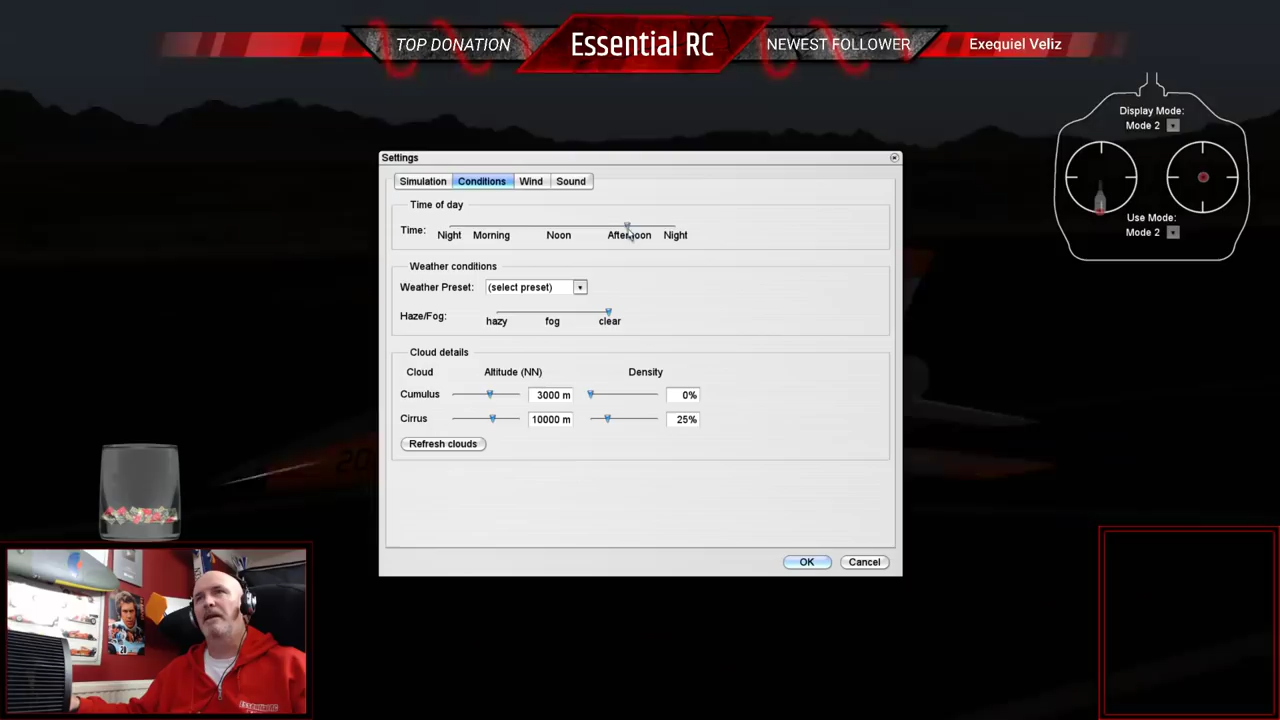 TOP DONATION
Essential RC
NEWEST FOLLOWER
Exequiel Veliz
Display Mode:
Mode 2
Use Mode:
Mode 2
Settings
Simulation Conditions Wind Sound
Time of day
Time:
Night Morning Noon Afternoon Night
Weather conditions
Weather Preset: (select preset)
Haze/Fog:
hazy fog clear
Cloud details
Cloud Altitude (NN) Density
Cumulus 3000 m 0%
Cirrus 10000 m 25%
Refresh clouds
OK Cancel
20
ESSENTIAL RC